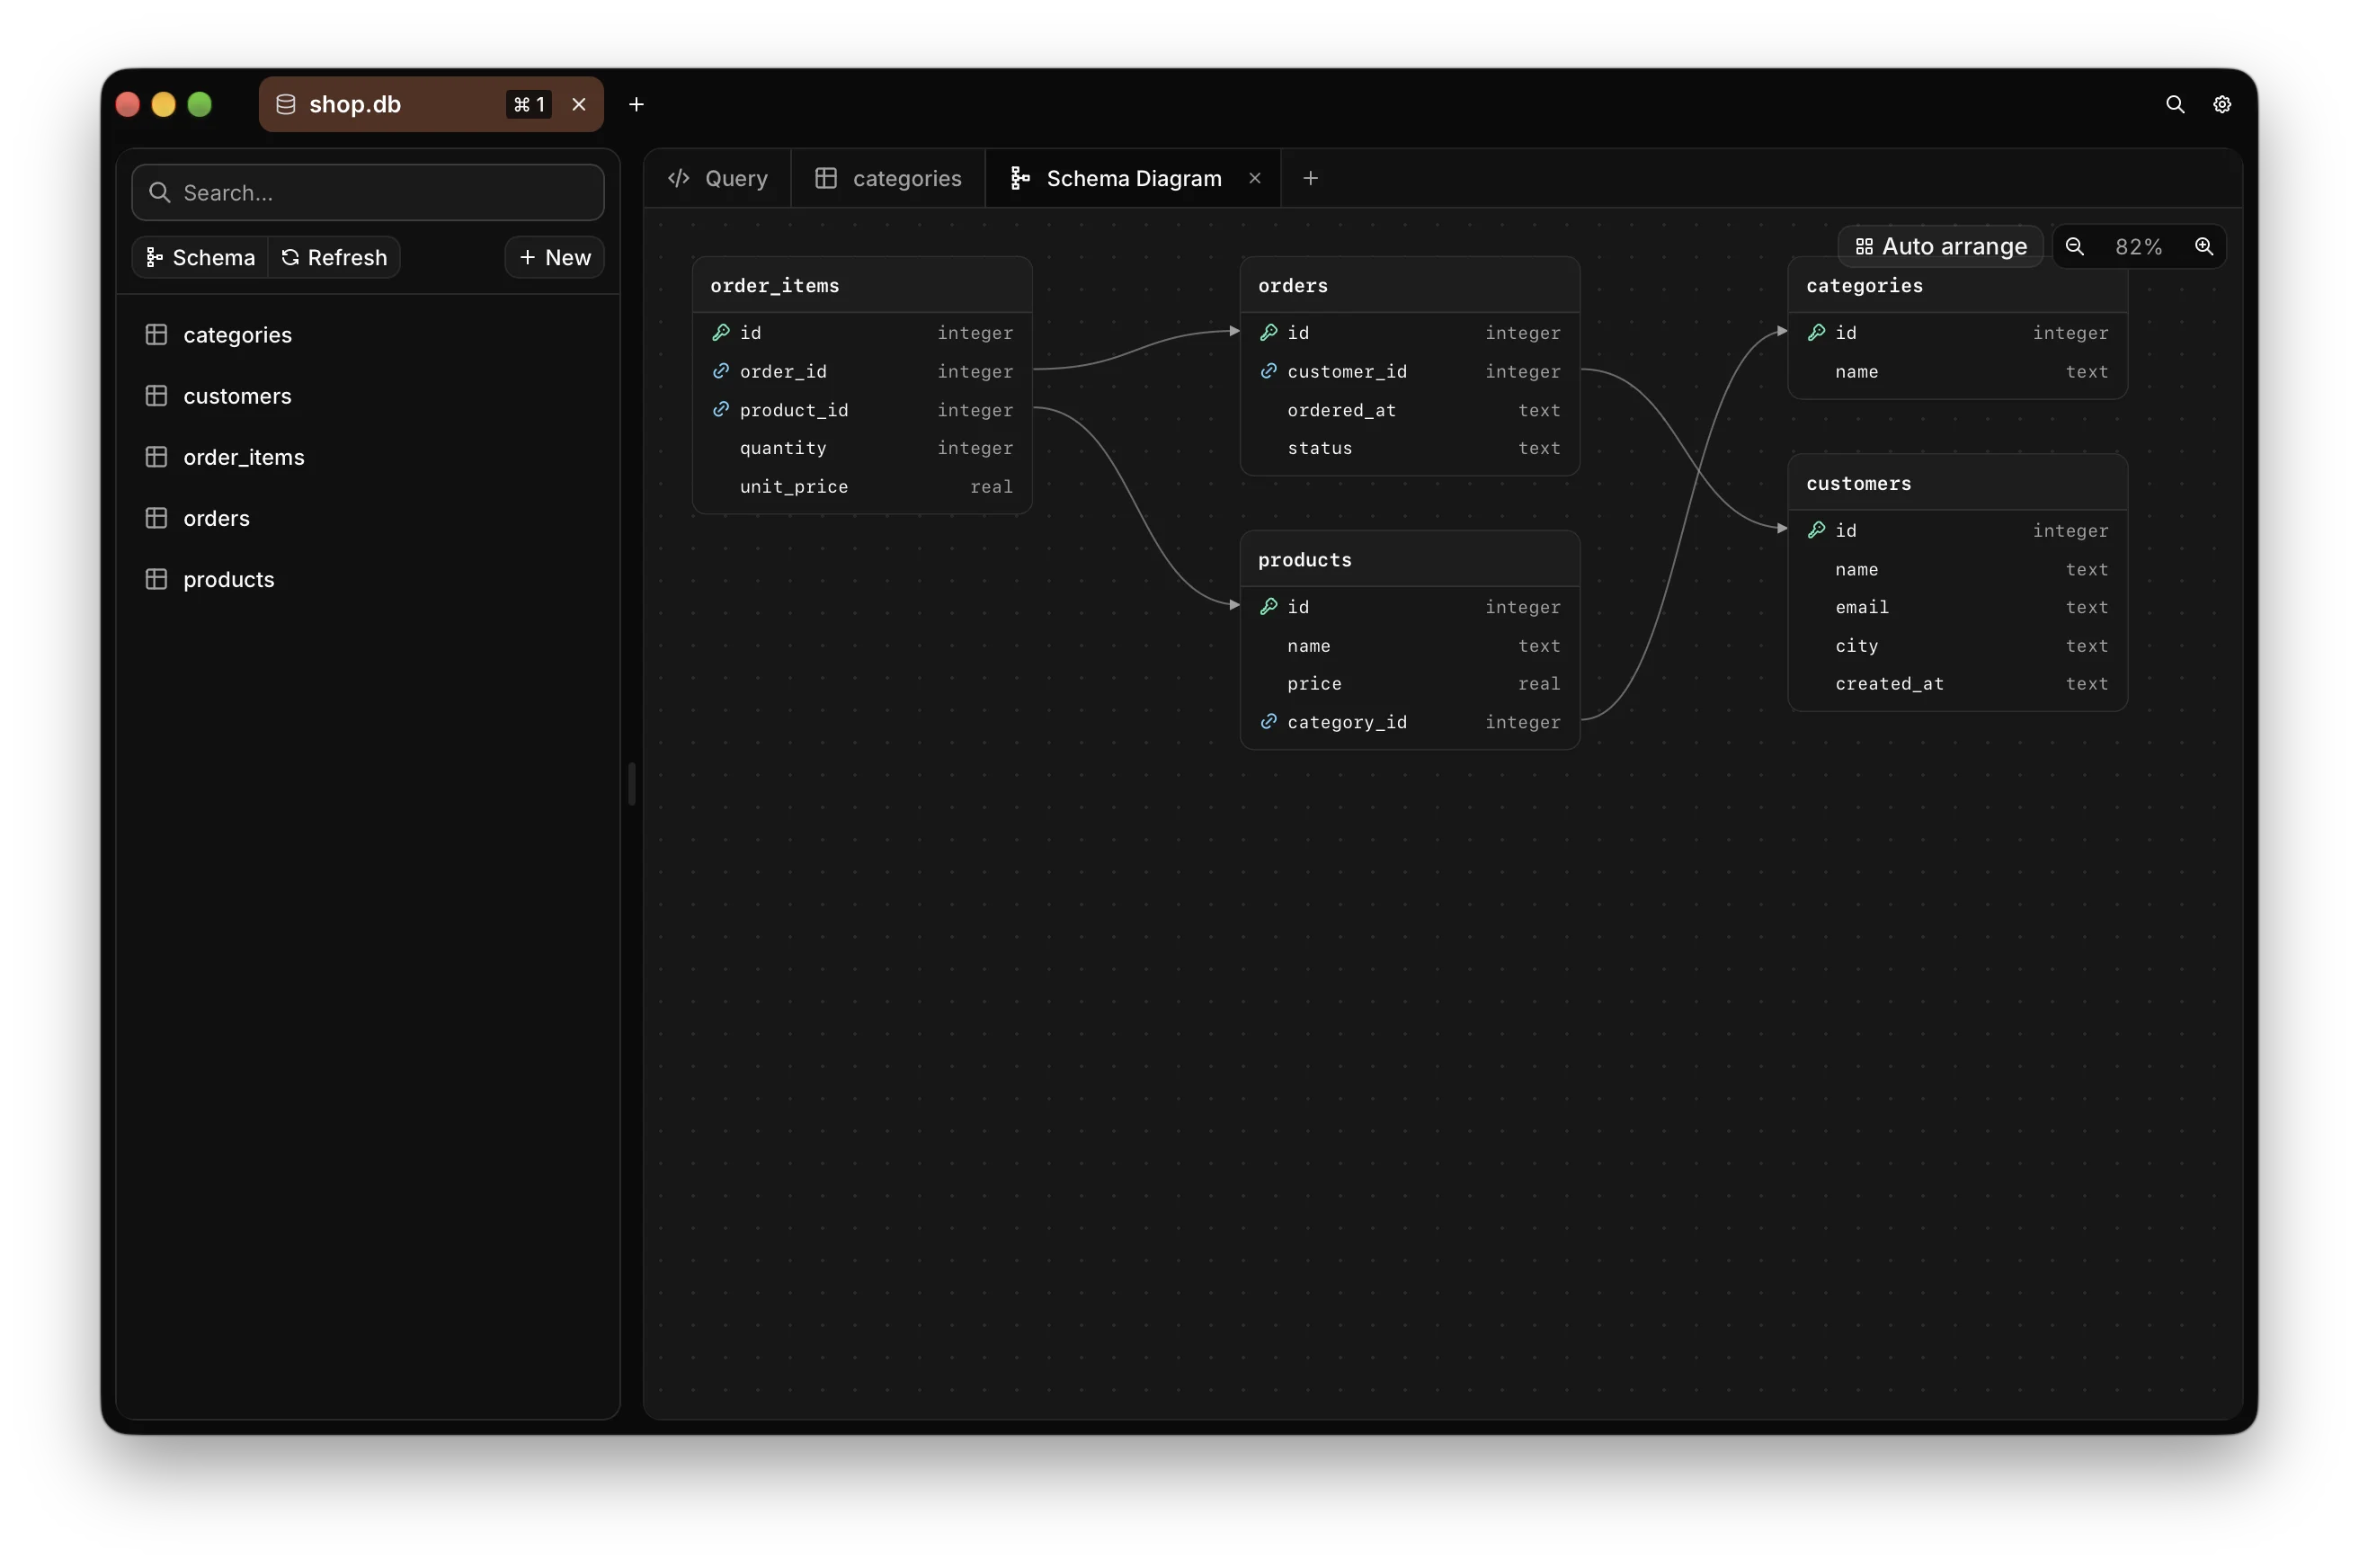 shop.db ⌘ 1
Search...
Schema Refresh New
categories
customers
order_items
orders
products
Query categories Schema Diagram
Auto arrange 82%
order_items
id integer
order_id integer
product_id integer
quantity integer
unit_price real
orders
id integer
customer_id integer
ordered_at text
status text
products
id integer
name text
price real
category_id integer
categories
id integer
name text
customers
id integer
name text
email text
city text
created_at text